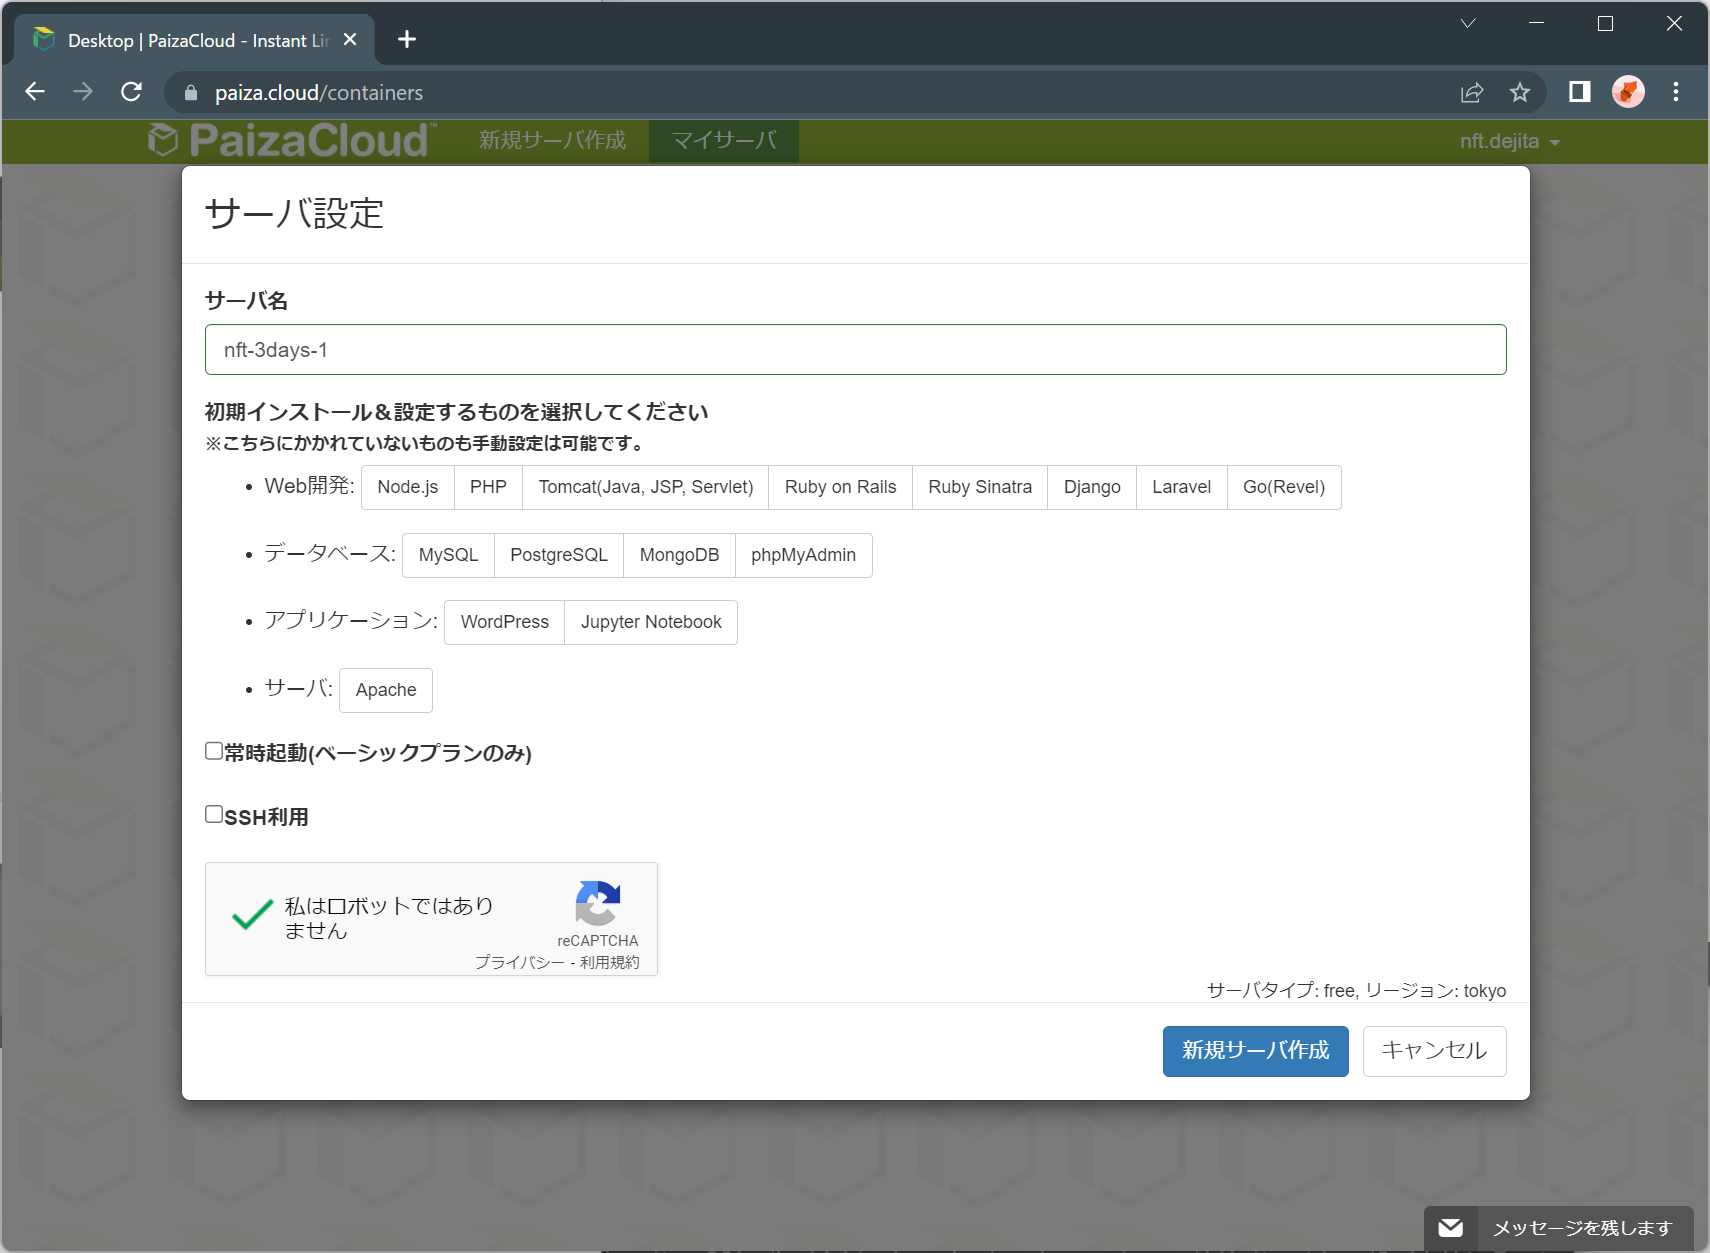 Desktop | PaizaCloud - Instant Lin
paiza.cloud/containers
PaizaCloud™ 新規サーバ作成 マイサーバ nft.dejita
サーバ設定
サーバ名
nft-3days-1
初期インストール＆設定するものを選択してください
※こちらにかかれていないものも手動設定は可能です。
• Web開発: Node.js PHP Tomcat(Java, JSP, Servlet) Ruby on Rails Ruby Sinatra Django Laravel Go(Revel)
• データベース: MySQL PostgreSQL MongoDB phpMyAdmin
• アプリケーション: WordPress Jupyter Notebook
• サーバ: Apache
常時起動(ベーシックプランのみ)
SSH利用
私はロボットではあり
ません
reCAPTCHA
プライバシー - 利用規約
サーバタイプ: free, リージョン: tokyo
新規サーバ作成 キャンセル
メッセージを残します